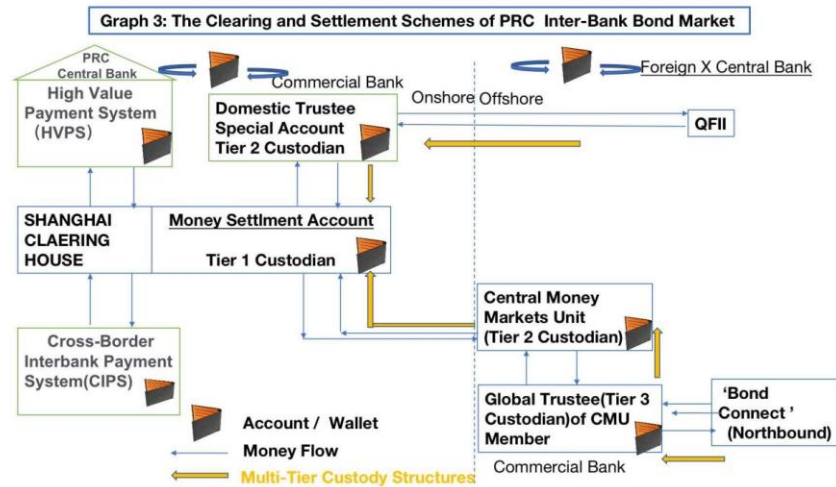 Graph 3: The Clearing and Settlement Schemes of PRC Inter-Bank Bond Market
PRC
Central Bank
High Value
Payment System
(HVPS)
Commercial Bank
Domestic Trustee
Special Account
Tier 2 Custodian
Onshore
Offshore
Foreign X Central Bank
QFII
SHANGHAI
CLAERING
HOUSE
Money Settlment Account
Tier 1 Custodian
Central Money
Markets Unit
(Tier 2 Custodian)
Cross-Border
Interbank Payment
System(CIPS)
Global Trustee(Tier 3
Custodian)of CMU
Member
Commercial Bank
‘Bond
Connect ’
(Northbound)
Account / Wallet
Money Flow
Multi-Tier Custody Structures